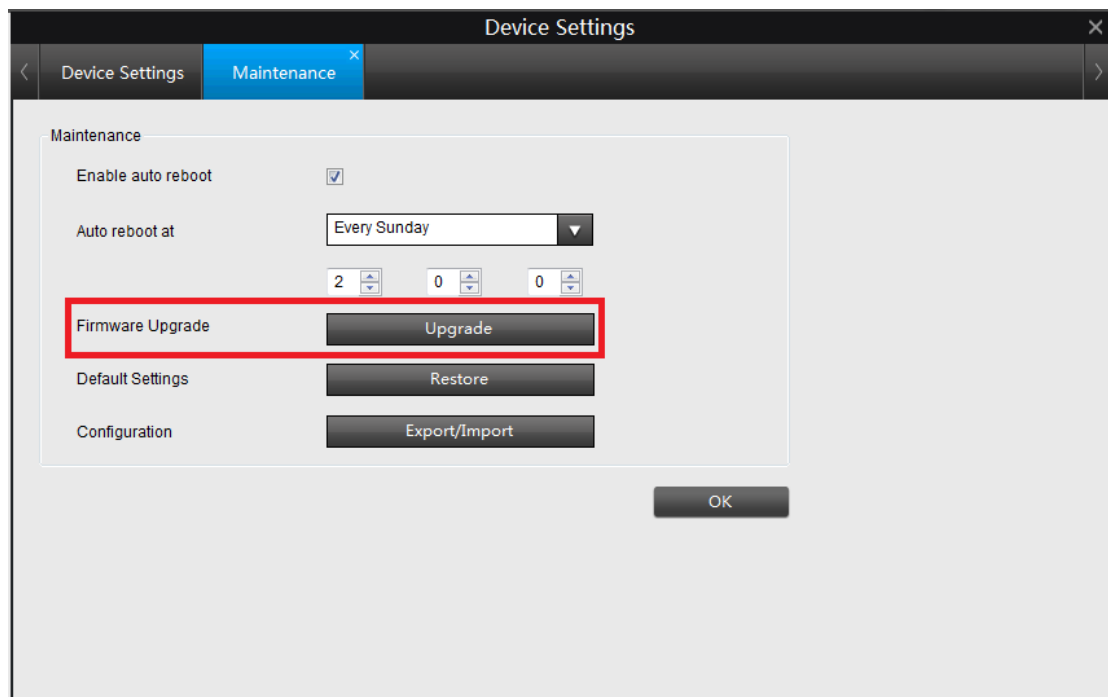 Device Settings
Device Settings Maintenance
Maintenance
Enable auto reboot
Auto reboot at Every Sunday
2 0 0
Firmware Upgrade Upgrade
Default Settings Restore
Configuration Export/Import
OK